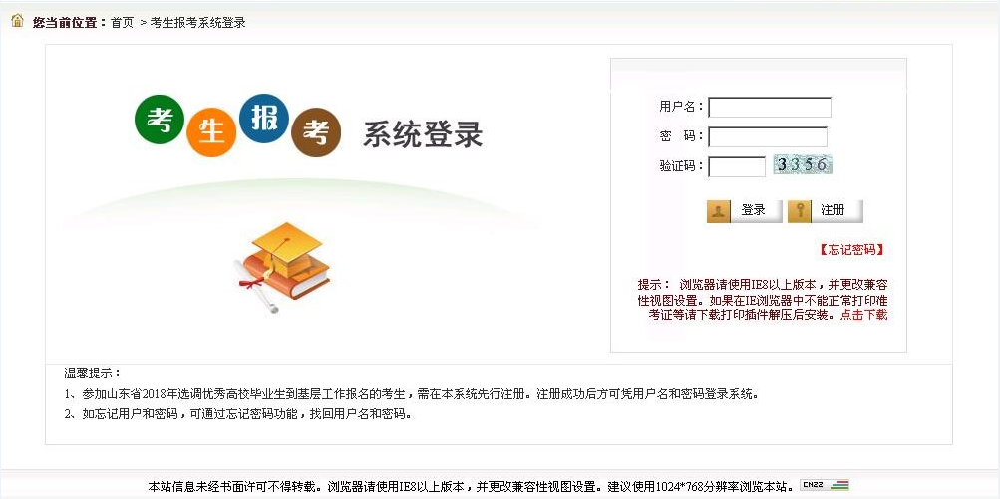 您当前位置：首页 > 考生报考系统登录
考生报考 系统登录
用户名：
密 码：
验证码： 3356
登录 注册
【忘记密码】
提示： 浏览器请使用IE8以上版本，并更改兼容
性视图设置。如果在IE浏览器中不能正常打印准
考证等请下载打印插件解压后安装。点击下载
温馨提示：
1、参加山东省2018年选调优秀高校毕业生到基层工作报名的考生，需在本系统先行注册。注册成功后方可凭用户名和密码登录系统。
2、如忘记用户和密码，可通过忘记密码功能，找回用户名和密码。
本站信息未经书面许可不得转载。浏览器请使用IE8以上版本，并更改兼容性视图设置。建议使用1024*768分辨率浏览本站。 CNZZ